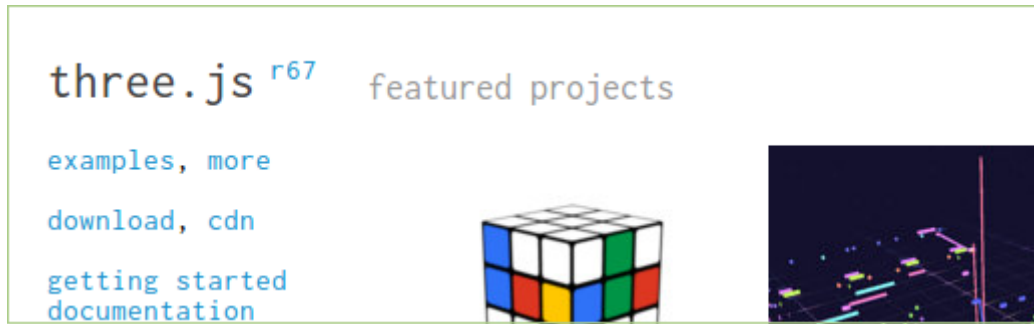 three.js r67
featured projects
examples, more
download, cdn
getting started
documentation